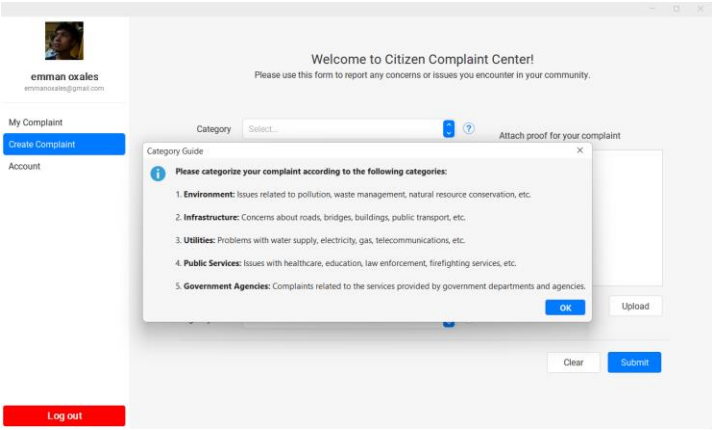 emman oxales
emmanoxales@gmail.com
My Complaint
Create Complaint
Account
Log out
Welcome to Citizen Complaint Center!
Please use this form to report any concerns or issues you encounter in your community.
Category Select... ?
Attach proof for your complaint
Category Guide
Please categorize your complaint according to the following categories:
1. Environment: Issues related to pollution, waste management, natural resource conservation, etc.
2. Infrastructure: Concerns about roads, bridges, buildings, public transport, etc.
3. Utilities: Problems with water supply, electricity, gas, telecommunications, etc.
4. Public Services: Issues with healthcare, education, law enforcement, firefighting services, etc.
5. Government Agencies: Complaints related to the services provided by government departments and agencies.
OK
Upload
Clear
Submit